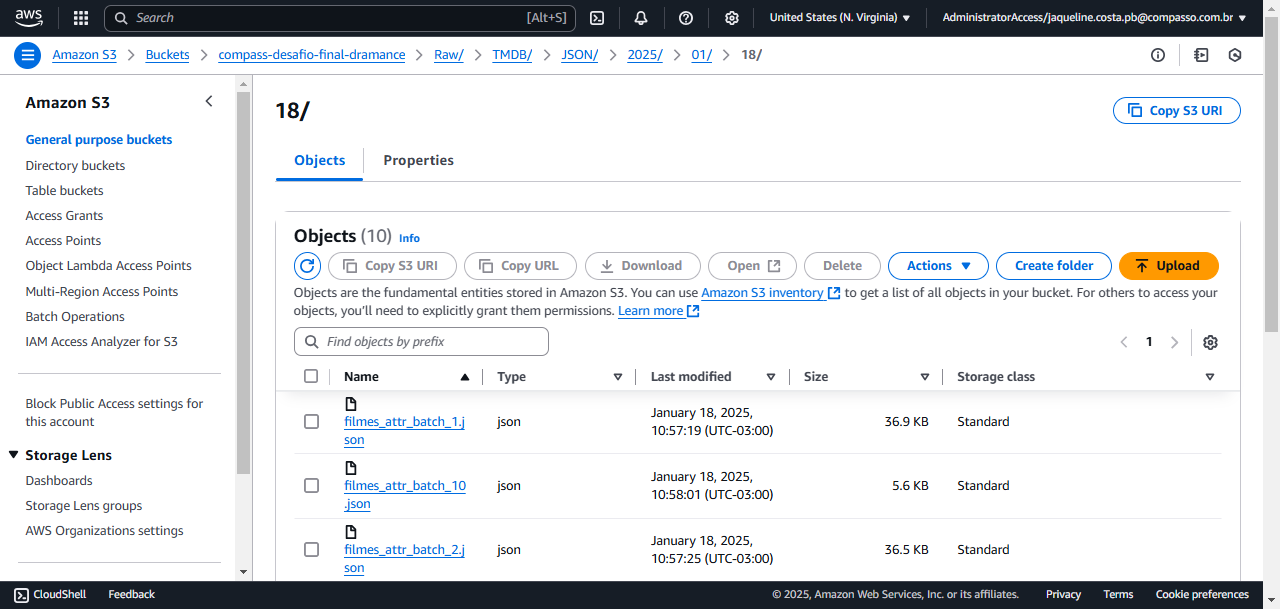 aws
Search [Alt+S] United States (N. Virginia) AdministratorAccess/jaqueline.costa.pb@compasso.com.br
Amazon S3 Buckets compass-desafio-final-dramance Raw/ TMDB/ JSON/ 2025/ 01/ 18/
Amazon S3
General purpose buckets
Directory buckets
Table buckets
Access Grants
Access Points
Object Lambda Access Points
Multi-Region Access Points
Batch Operations
IAM Access Analyzer for S3
Block Public Access settings for
this account
Storage Lens
Dashboards
Storage Lens groups
AWS Organizations settings
18/
Copy S3 URI
Objects Properties
Objects (10) Info
Copy S3 URI Copy URL Download Open Delete Actions Create folder Upload
Objects are the fundamental entities stored in Amazon S3. You can use Amazon S3 inventory to get a list of all objects in your bucket. For others to access your
objects, you'll need to explicitly grant them permissions. Learn more
Find objects by prefix
1
Name Type Last modified Size Storage class
filmes_attr_batch_1.j
son
json
January 18, 2025,
10:57:19 (UTC-03:00)
36.9 KB
Standard
filmes_attr_batch_10
.json
json
January 18, 2025,
10:58:01 (UTC-03:00)
5.6 KB
Standard
filmes_attr_batch_2.j
son
json
January 18, 2025,
10:57:25 (UTC-03:00)
36.5 KB
Standard
CloudShell Feedback © 2025, Amazon Web Services, Inc. or its affiliates. Privacy Terms Cookie preferences